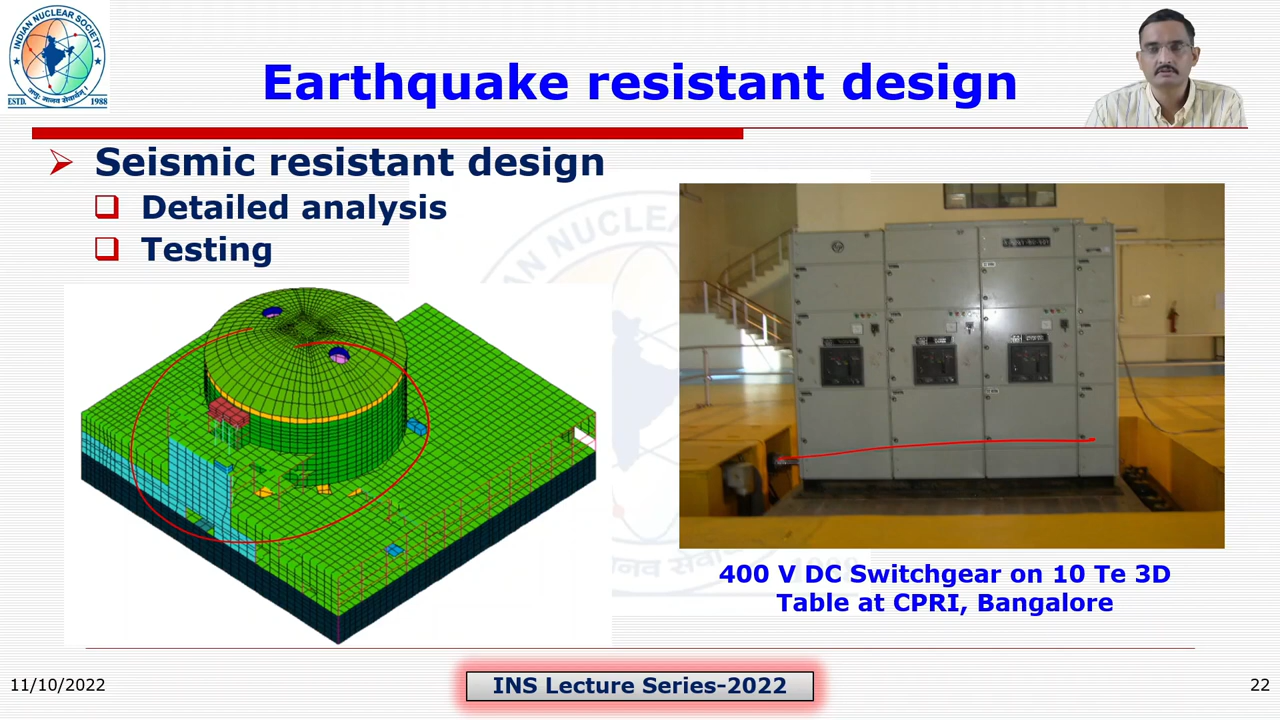 INDIAN NUCLEAR SOCIETY
ESTD. 1988
Earthquake resistant design
Seismic resistant design
Detailed analysis
Testing
400 V DC Switchgear on 10 Te 3D
Table at CPRI, Bangalore
11/10/2022
INS Lecture Series-2022
22